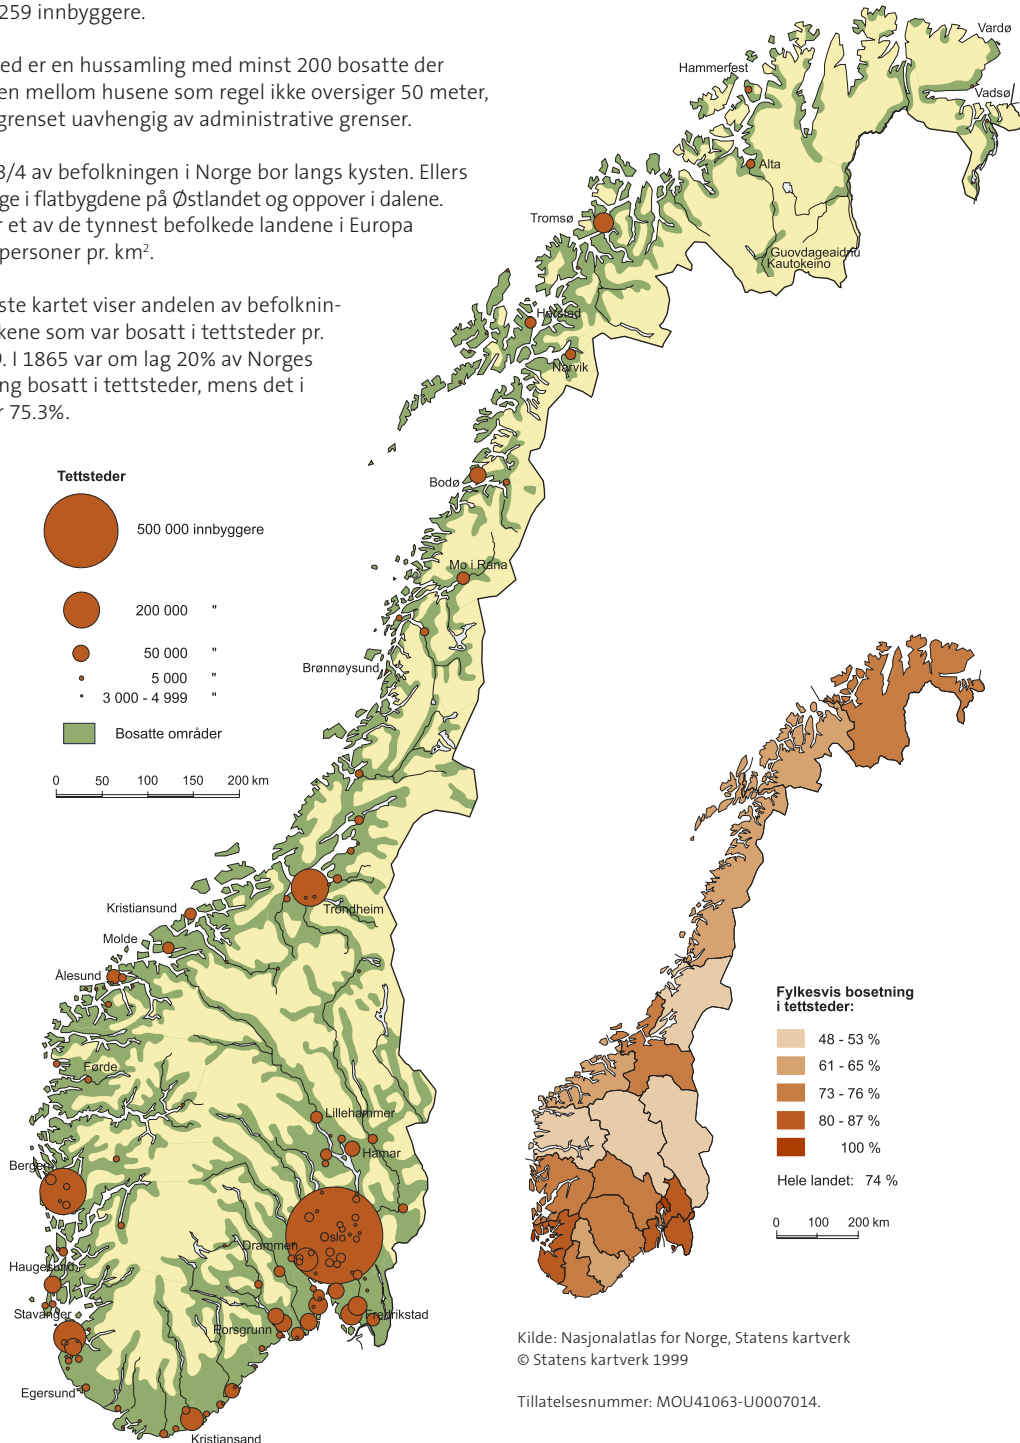 259 innbyggere.
ed er en hussamling med minst 200 bosatte der
en mellom husene som regel ikke oversiger 50 meter,
grenset uavhengig av administrative grenser.
3/4 av befolkningen i Norge bor langs kysten. Ellers
ge i flatbygdene på Østlandet og oppover i dalene.
r et av de tynnest befolkede landene i Europa
personer pr. km².
ste kartet viser andelen av befolknin-
kene som var bosatt i tettsteder pr.
9. I 1865 var om lag 20% av Norges
ng bosatt i tettsteder, mens det i
r 75.3%.
Vardø
Hammerfest
Vadsø
Alta
Tromsø
Guovdageaidnu
Kautokeino
Harstad
Narvik
Bodø
Mo i Rana
Brønnøysund
Tettsteder
500 000 innbyggere
200 000 "
50 000 "
5 000 "
3 000 - 4 999 "
Bosatte områder
0 50 100 150 200 km
Kristiansund
Trondheim
Molde
Ålesund
Førde
Lillehammer
Hamar
Bergen
Oslo
Drammen
Haugesund
Stavanger
Porsgrunn
Fredrikstad
Egersund
Kristiansand
Fylkesvis bosetning
i tettsteder:
48 - 53 %
61 - 65 %
73 - 76 %
80 - 87 %
100 %
Hele landet: 74 %
0 100 200 km
Kilde: Nasjonalatlas for Norge, Statens kartverk
© Statens kartverk 1999
Tillatelsesnummer: MOU41063-U0007014.